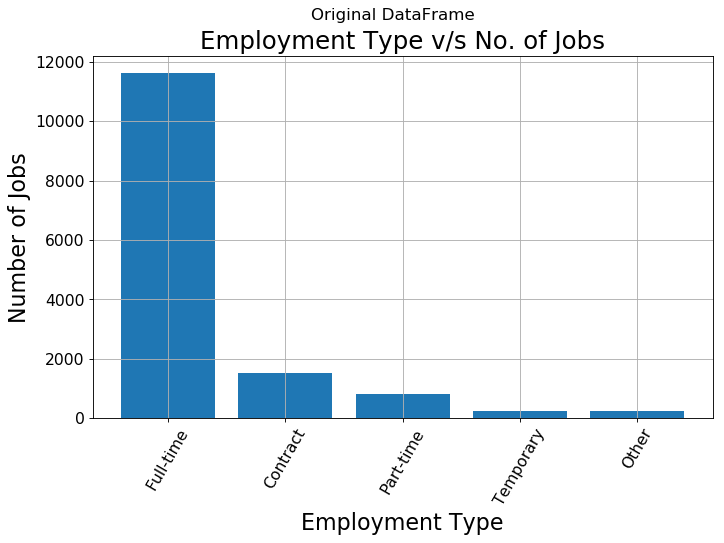 Original DataFrame
Employment Type v/s No. of Jobs
12000
10000
8000
6000
4000
2000
0
Number of Jobs
Full-time
Contract
Part-time
Temporary
Other
Employment Type